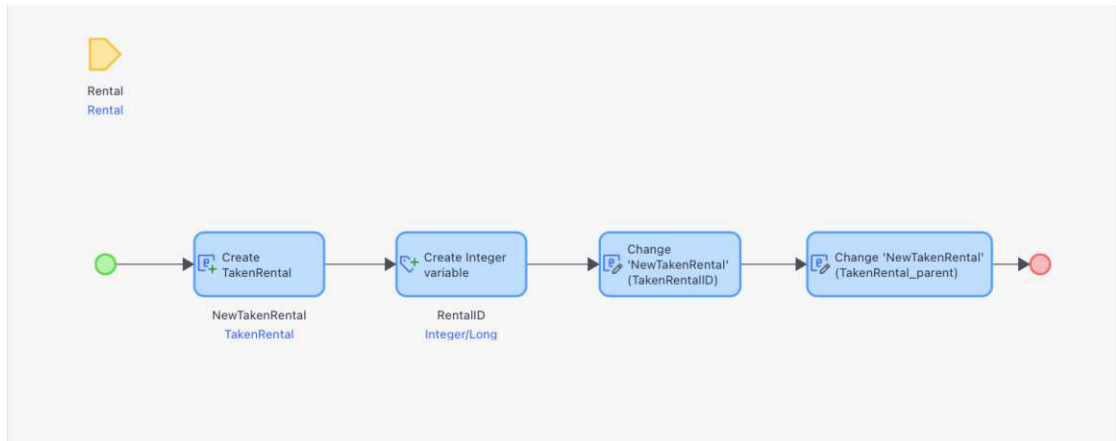 Rental
Rental
Create
TakenRental
NewTakenRental
TakenRental
Create Integer
variable
RentalID
Integer/Long
Change
'NewTakenRental'
(TakenRentalID)
Change 'NewTakenRental'
(TakenRental_parent)